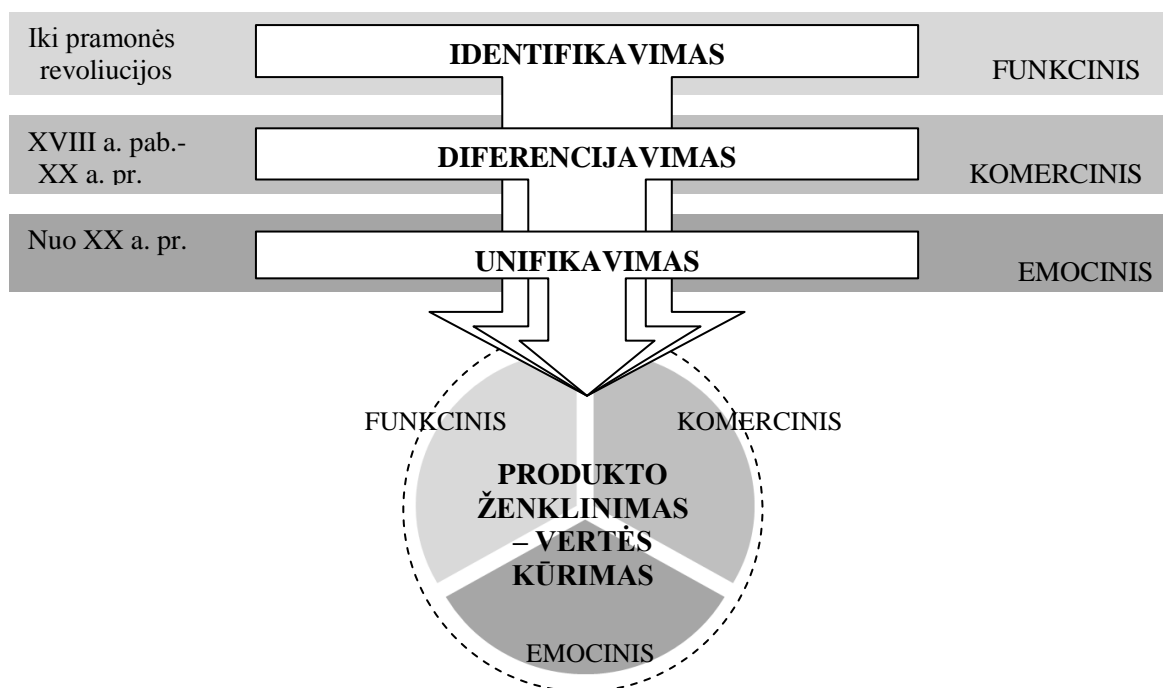 Iki pramonės
revoliucijos
IDENTIFIKAVIMAS
FUNKCINIS
XVIII a. pab.-
XX a. pr.
DIFERENCIJAVIMAS
KOMERCINIS
Nuo XX a. pr.
UNIFIKAVIMAS
EMOCINIS
FUNKCINIS
KOMERCINIS
PRODUKTO
ŽENKLINIMAS
– VERTĖS
KŪRIMAS
EMOCINIS